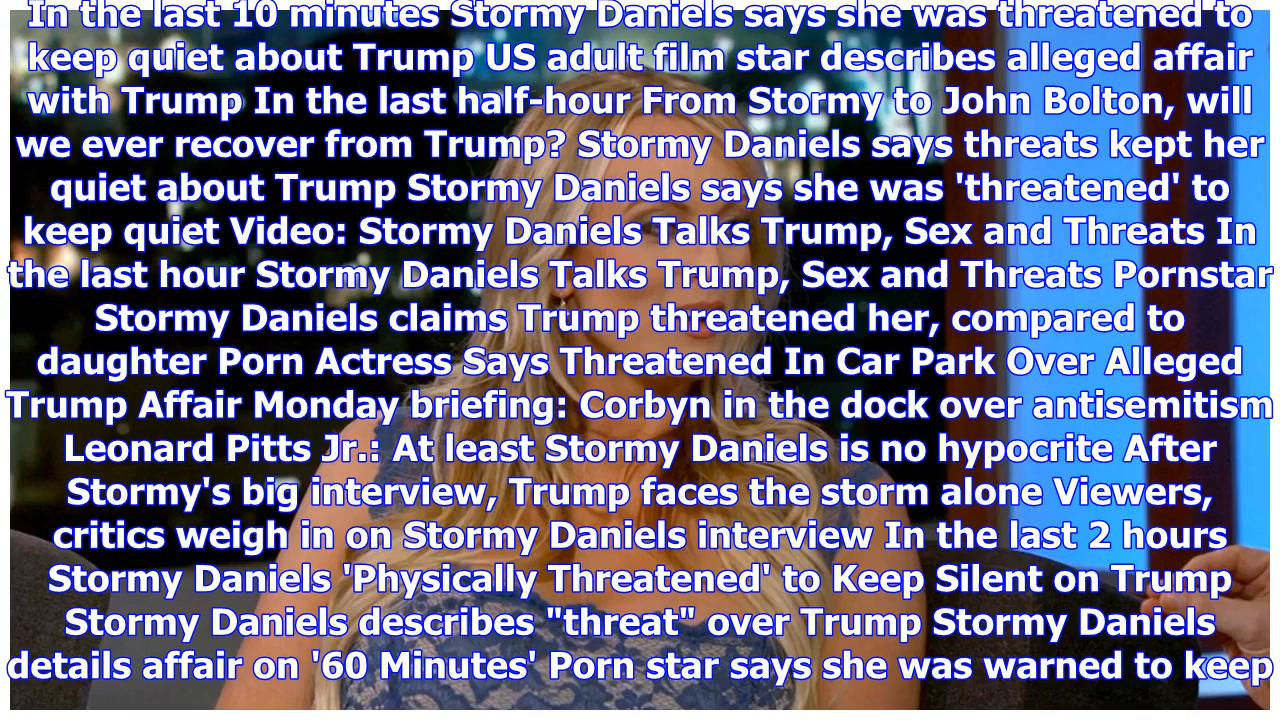 In the last 10 minutes Stormy Daniels says she was threatened to
keep quiet about Trump US adult film star describes alleged affair
with Trump In the last half-hour From Stormy to John Bolton, will
we ever recover from Trump? Stormy Daniels says threats kept her
quiet about Trump Stormy Daniels says she was 'threatened' to
keep quiet Video: Stormy Daniels Talks Trump, Sex and Threats In
the last hour Stormy Daniels Talks Trump, Sex and Threats Pornstar
Stormy Daniels claims Trump threatened her, compared to
daughter Porn Actress Says Threatened In Car Park Over Alleged
Trump Affair Monday briefing: Corbyn in the dock over antisemitism
Leonard Pitts Jr.: At least Stormy Daniels is no hypocrite After
Stormy's big interview, Trump faces the storm alone Viewers,
critics weigh in on Stormy Daniels interview In the last 2 hours
Stormy Daniels 'Physically Threatened' to Keep Silent on Trump
Stormy Daniels describes "threat" over Trump Stormy Daniels
details affair on '60 Minutes' Porn star says she was warned to keep